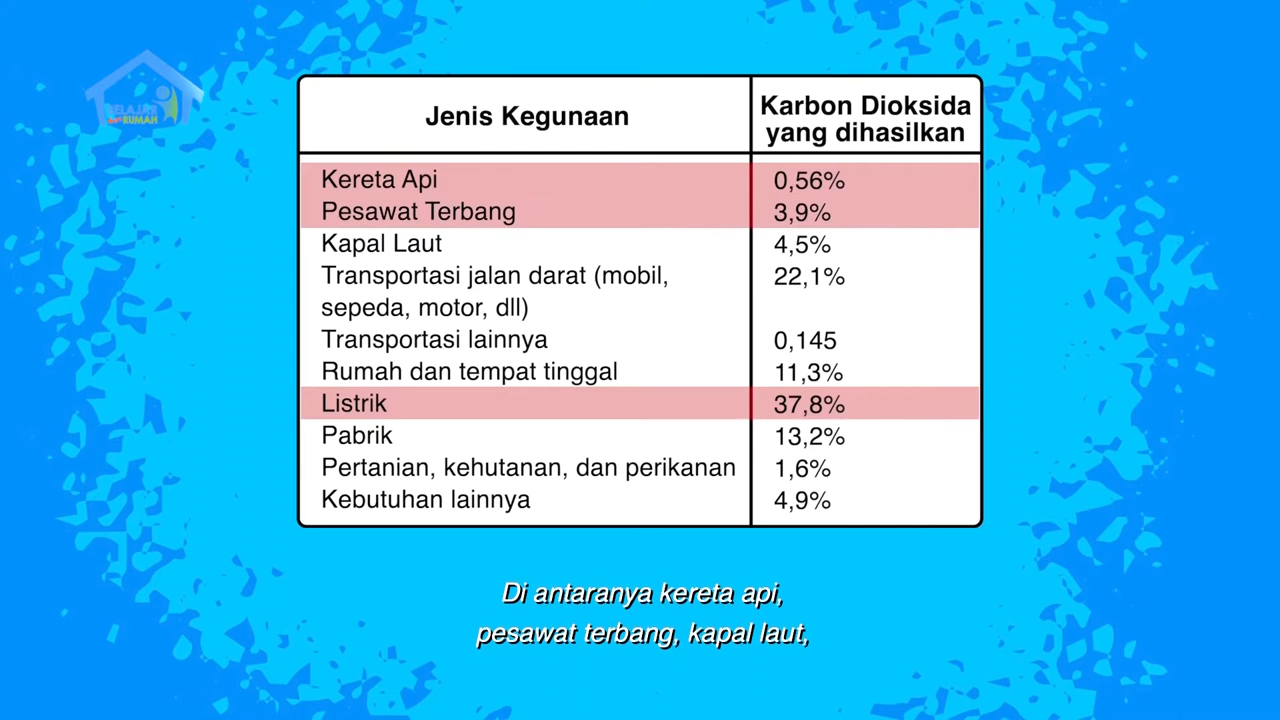 BELAJAR
dari RUMAH
Jenis Kegunaan
Karbon Dioksida
yang dihasilkan
Kereta Api 0,56%
Pesawat Terbang 3,9%
Kapal Laut 4,5%
Transportasi jalan darat (mobil, 22,1%
sepeda, motor, dll)
Transportasi lainnya 0,145
Rumah dan tempat tinggal 11,3%
Listrik 37,8%
Pabrik 13,2%
Pertanian, kehutanan, dan perikanan 1,6%
Kebutuhan lainnya 4,9%
Di antaranya kereta api,
pesawat terbang, kapal laut,